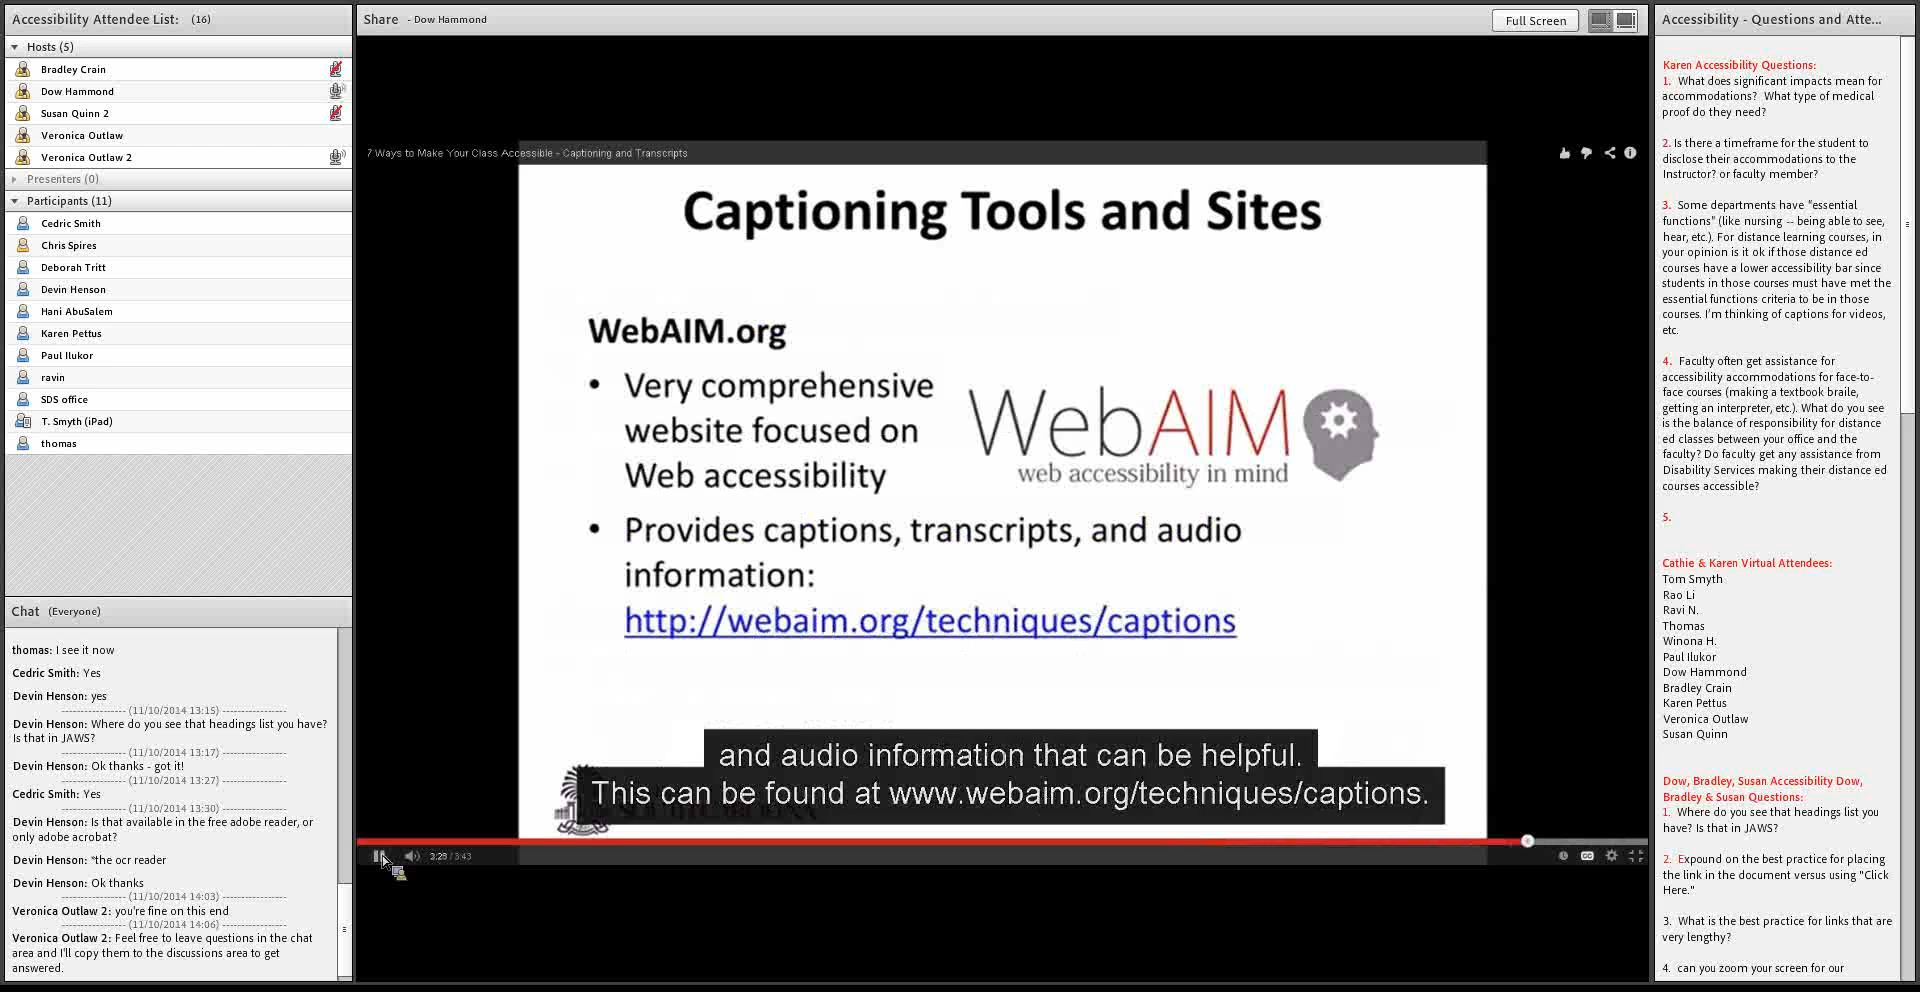 Accessibility Attendee List: (16)
Hosts (5)
Bradley Crain
Dow Hammond
Susan Quinn 2
Veronica Outlaw
Veronica Outlaw 2
Presenters (0)
Participants (11)
Cedric Smith
Chris Spires
Deborah Tritt
Devin Henson
Hani AbuSalem
Karen Pettus
Paul Ilukor
ravin
SDS office
T. Smyth (iPad)
thomas
Chat (Everyone)
thomas: I see it now
Cedric Smith: Yes
Devin Henson: yes
------------------ (11/10/2014 13:15) ------------------
Devin Henson: Where do you see that headings list you have?
Is that in JAWS?
------------------ (11/10/2014 13:17) ------------------
Devin Henson: Ok thanks - got it!
------------------ (11/10/2014 13:27) ------------------
Cedric Smith: Yes
------------------ (11/10/2014 13:30) ------------------
Devin Henson: Is that available in the free adobe reader, or
only adobe acrobat?
Devin Henson: *the ocr reader
Devin Henson: Ok thanks
------------------ (11/10/2014 14:03) ------------------
Veronica Outlaw 2: you're fine on this end
------------------ (11/10/2014 14:06) ------------------
Veronica Outlaw 2: Feel free to leave questions in the chat
area and I'll copy them to the discussions area to get
answered.
Share - Dow Hammond
Full Screen
7 Ways to Make Your Class Accessible - Captioning and Transcripts
Captioning Tools and Sites
WebAIM.org
• Very comprehensive
website focused on
Web accessibility
WebAIM
web accessibility in mind
• Provides captions, transcripts, and audio
information:
http://webaim.org/techniques/captions
and audio information that can be helpful.
This can be found at www.webaim.org/techniques/captions.
3:28 / 3:43
CC
Accessibility - Questions and Atte...
Karen Accessibility Questions:
1. What does significant impacts mean for
accommodations? What type of medical
proof do they need?
2. Is there a timeframe for the student to
disclose their accommodations to the
Instructor? or faculty member?
3. Some departments have "essential
functions" (like nursing -- being able to see,
hear, etc.). For distance learning courses, in
your opinion is it ok if those distance ed
courses have a lower accessibility bar since
students in those courses must have met the
essential functions criteria to be in those
courses. I'm thinking of captions for videos,
etc.
4. Faculty often get assistance for
accessibility accommodations for face-to-
face courses (making a textbook braile,
getting an interpreter, etc.). What do you see
is the balance of responsibility for distance
ed classes between your office and the
faculty? Do faculty get any assistance from
Disability Services making their distance ed
courses accessible?
5.
Cathie & Karen Virtual Attendees:
Tom Smyth
Rao Li
Ravi N.
Thomas
Winona H.
Paul Ilukor
Dow Hammond
Bradley Crain
Karen Pettus
Veronica Outlaw
Susan Quinn
Dow, Bradley, Susan Accessibility Dow,
Bradley & Susan Questions:
1. Where do you see that headings list you
have? Is that in JAWS?
2. Expound on the best practice for placing
the link in the document versus using "Click
Here."
3. What is the best practice for links that are
very lengthy?
4. can you zoom your screen for our